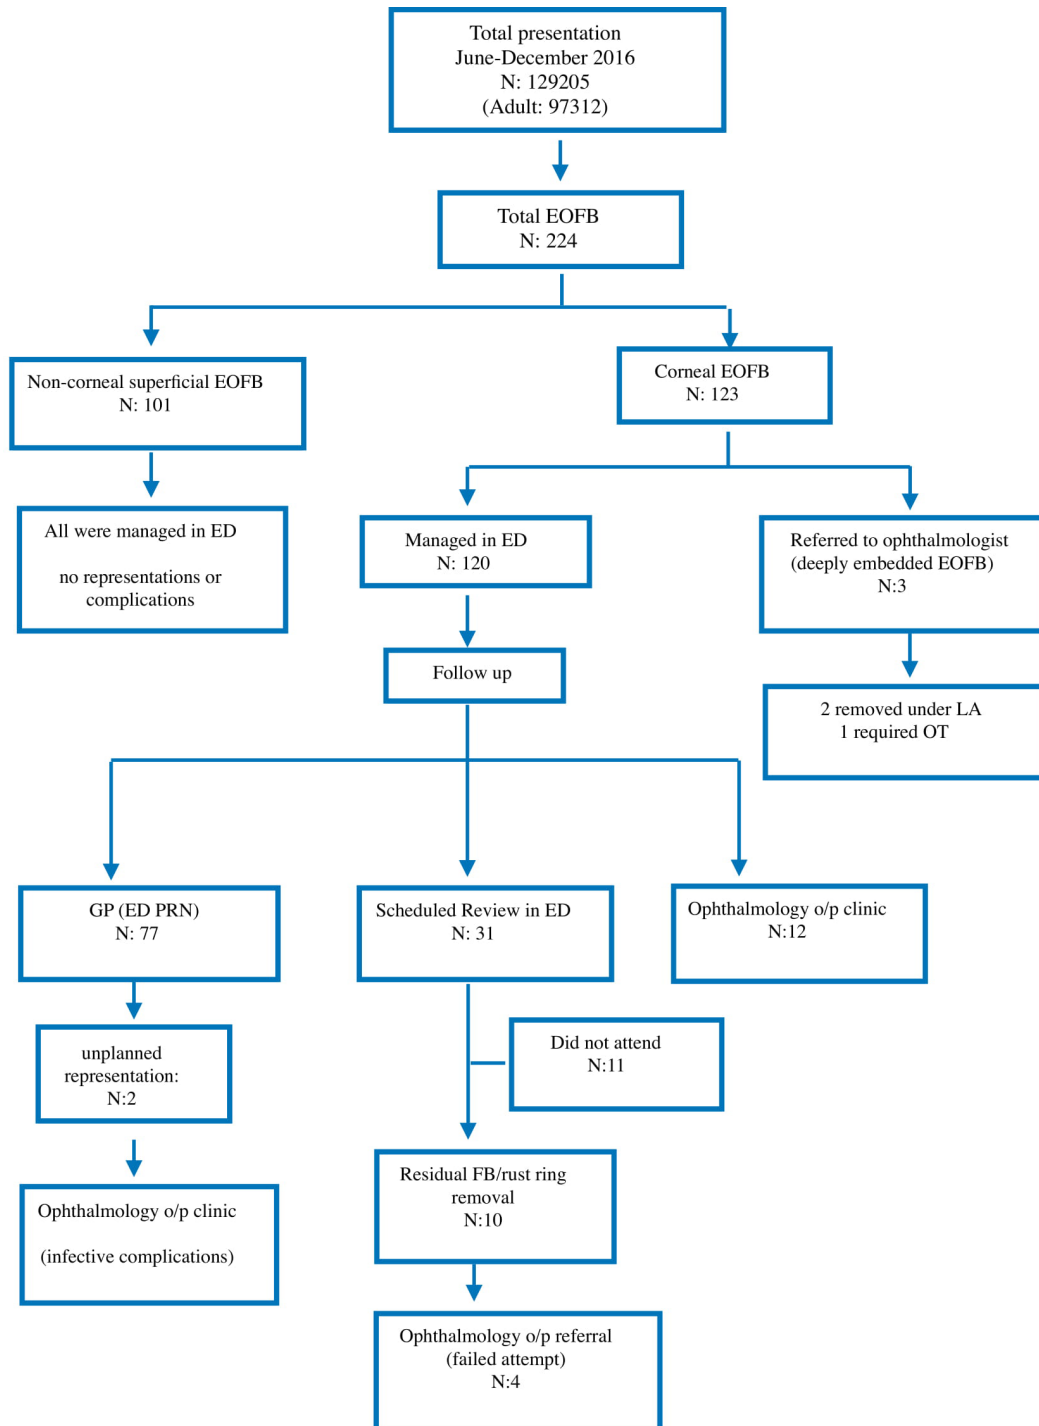 Total presentation
June-December 2016
N: 129205
(Adult: 97312)
Total EOFB
N: 224
Non-corneal superficial EOFB
N: 101
Corneal EOFB
N: 123
All were managed in ED
no representations or
complications
Managed in ED
N: 120
Referred to ophthalmologist
(deeply embedded EOFB)
N:3
Follow up
2 removed under LA
1 required OT
GP (ED PRN)
N: 77
Scheduled Review in ED
N: 31
Ophthalmology o/p clinic
N:12
unplanned
representation:
N:2
Did not attend
N:11
Ophthalmology o/p clinic
(infective complications)
Residual FB/rust ring
removal
N:10
Ophthalmology o/p referral
(failed attempt)
N:4